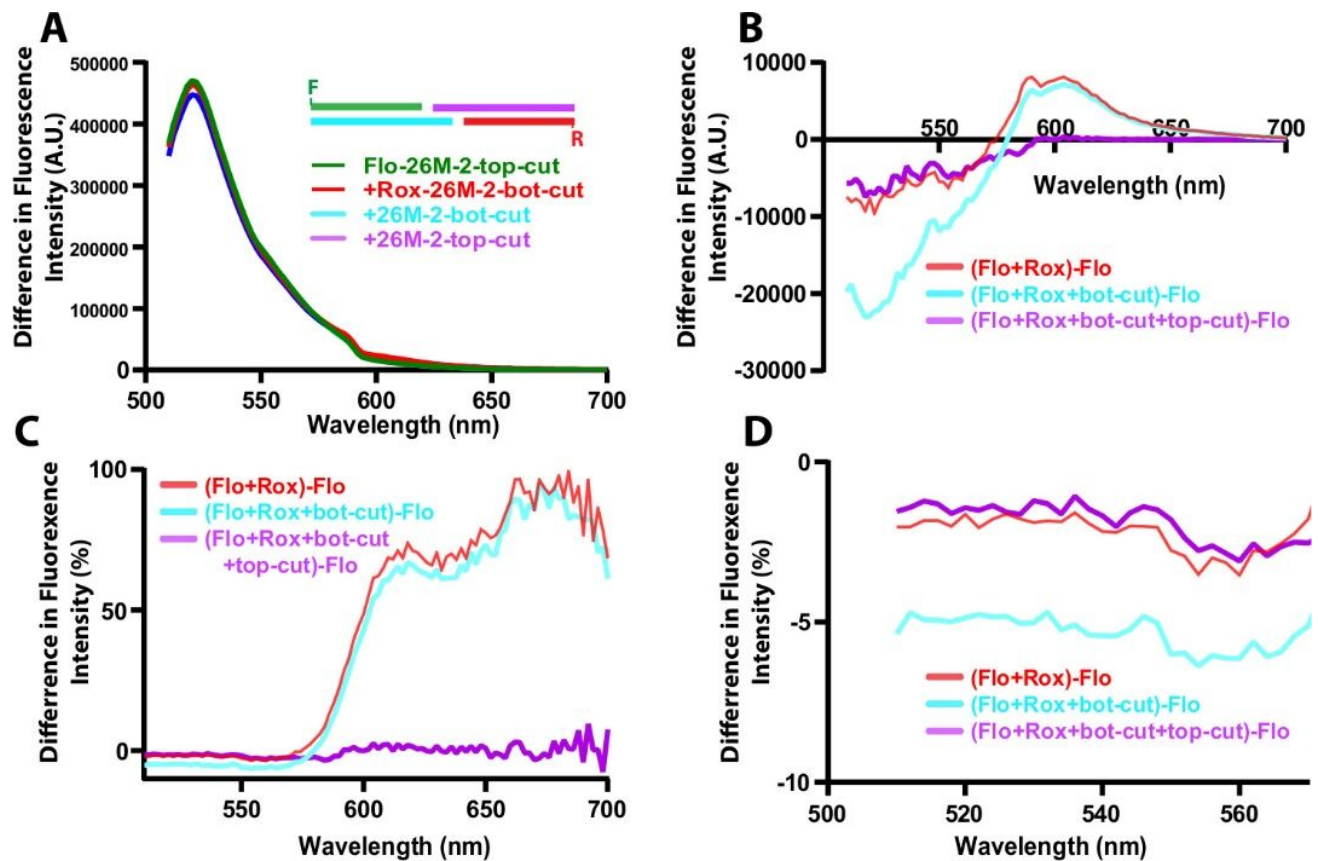 A
Difference in Fluorescence
Intensity (A.U.)
500000
400000
300000
200000
100000
0
500
550
600
650
700
Wavelength (nm)
F
R
Flo-26M-2-top-cut
+Rox-26M-2-bot-cut
+26M-2-bot-cut
+26M-2-top-cut
B
Difference in Fluorescence
Intensity (A.U.)
10000
0
-10000
-20000
-30000
550
600
650
700
Wavelength (nm)
(Flo+Rox)-Flo
(Flo+Rox+bot-cut)-Flo
(Flo+Rox+bot-cut+top-cut)-Flo
C
Differrence in Fluorexence
Intensity (%)
100
50
0
550
600
650
700
Wavelength (nm)
(Flo+Rox)-Flo
(Flo+Rox+bot-cut)-Flo
(Flo+Rox+bot-cut
+top-cut)-Flo
D
Differrence in Fluorexence
Intensity (%)
0
-5
-10
500
520
540
560
Wavelength (nm)
(Flo+Rox)-Flo
(Flo+Rox+bot-cut)-Flo
(Flo+Rox+bot-cut+top-cut)-Flo